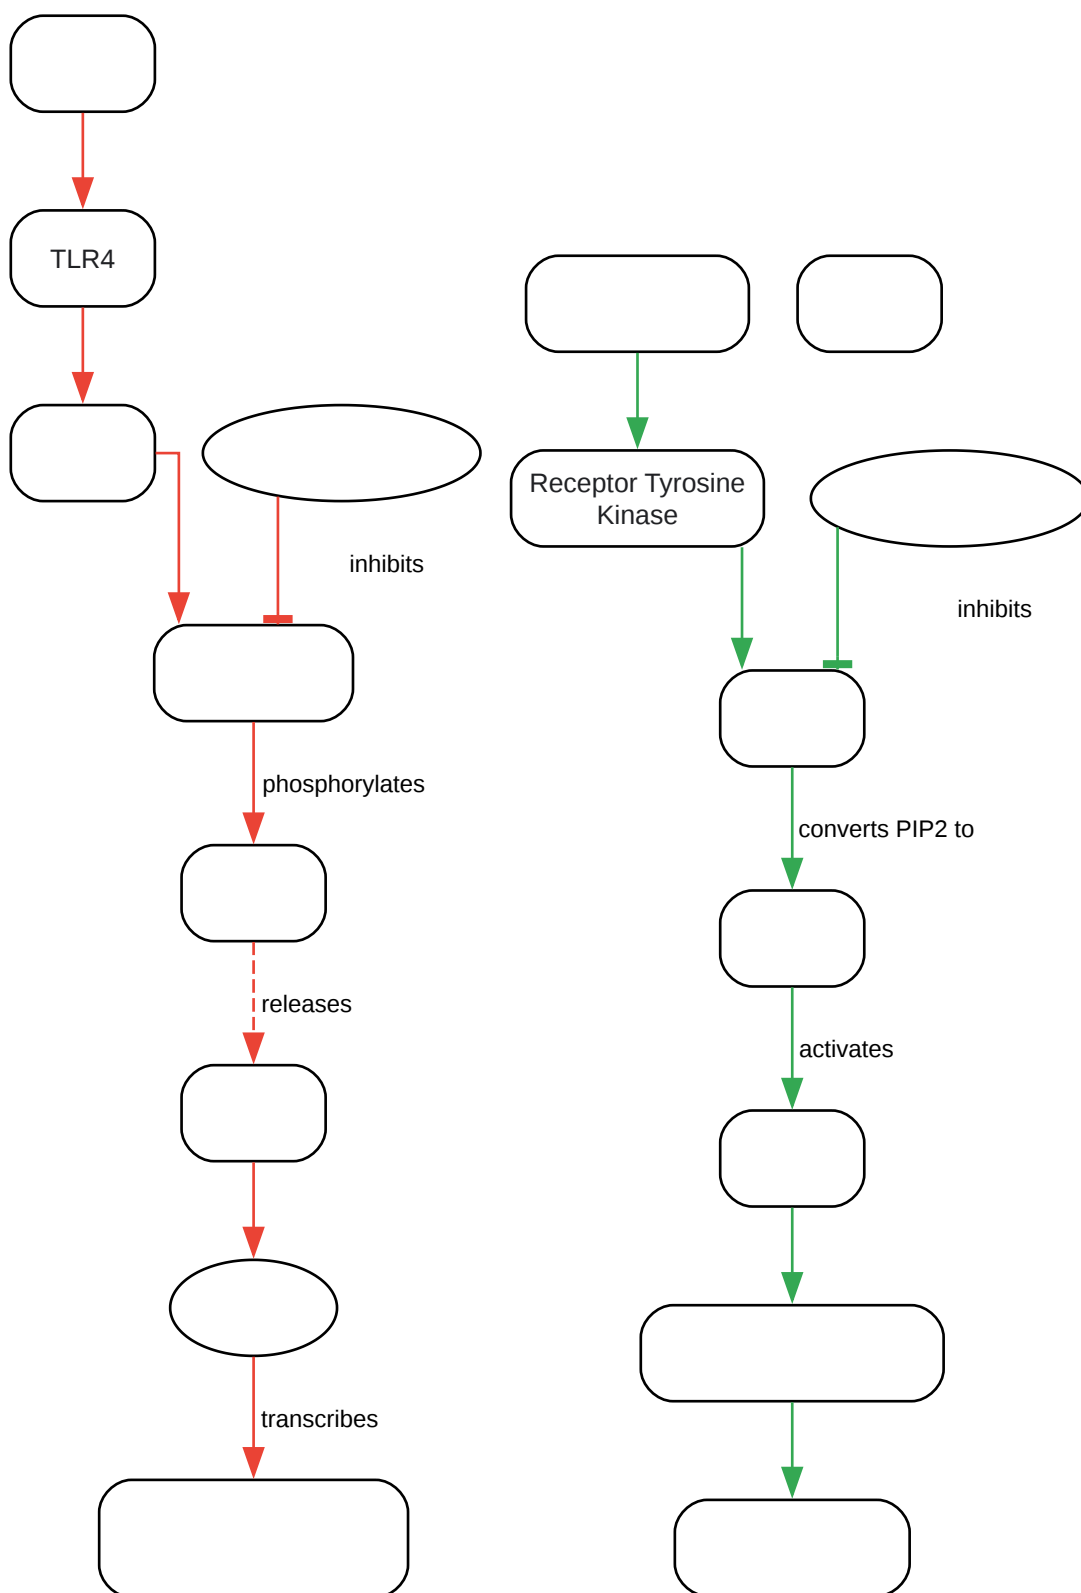 TLR4
Receptor Tyrosine
Kinase
inhibits
inhibits
phosphorylates
converts PIP2 to
releases
activates
transcribes